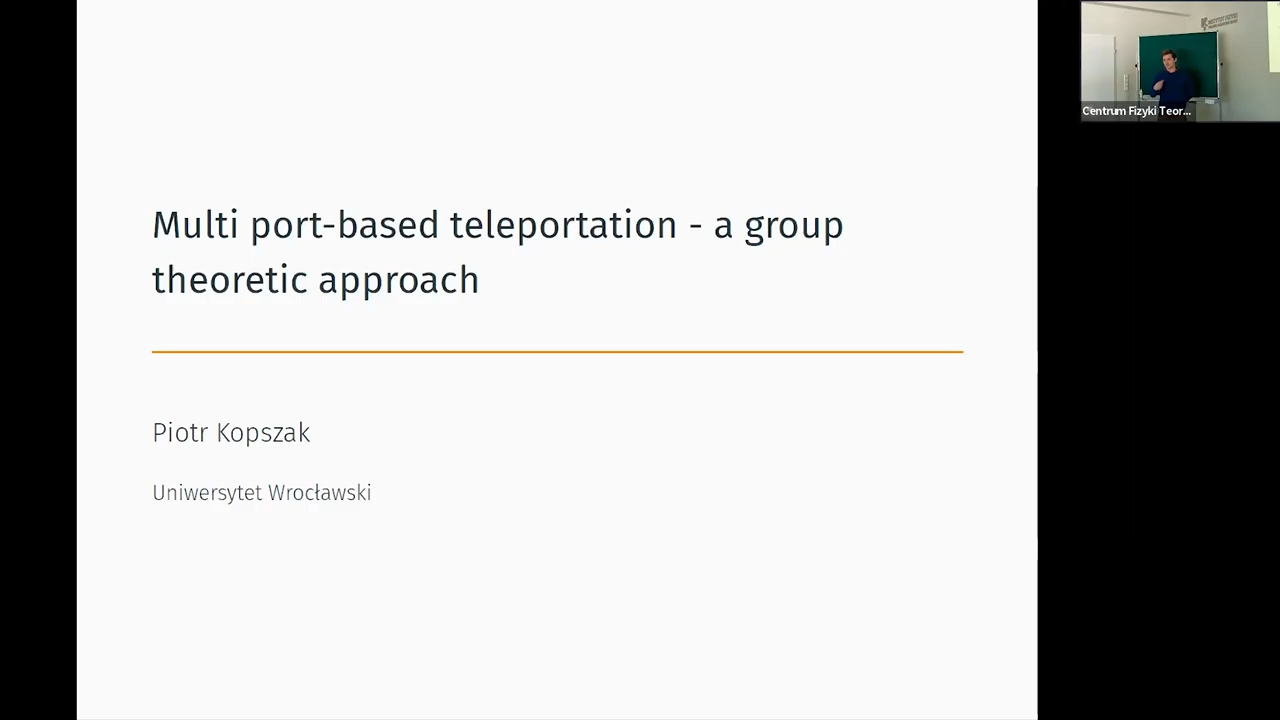 Multi port-based teleportation - a group
theoretic approach
Piotr Kopszak
Uniwersytet Wrocławski
Centrum Fizyki Teor...